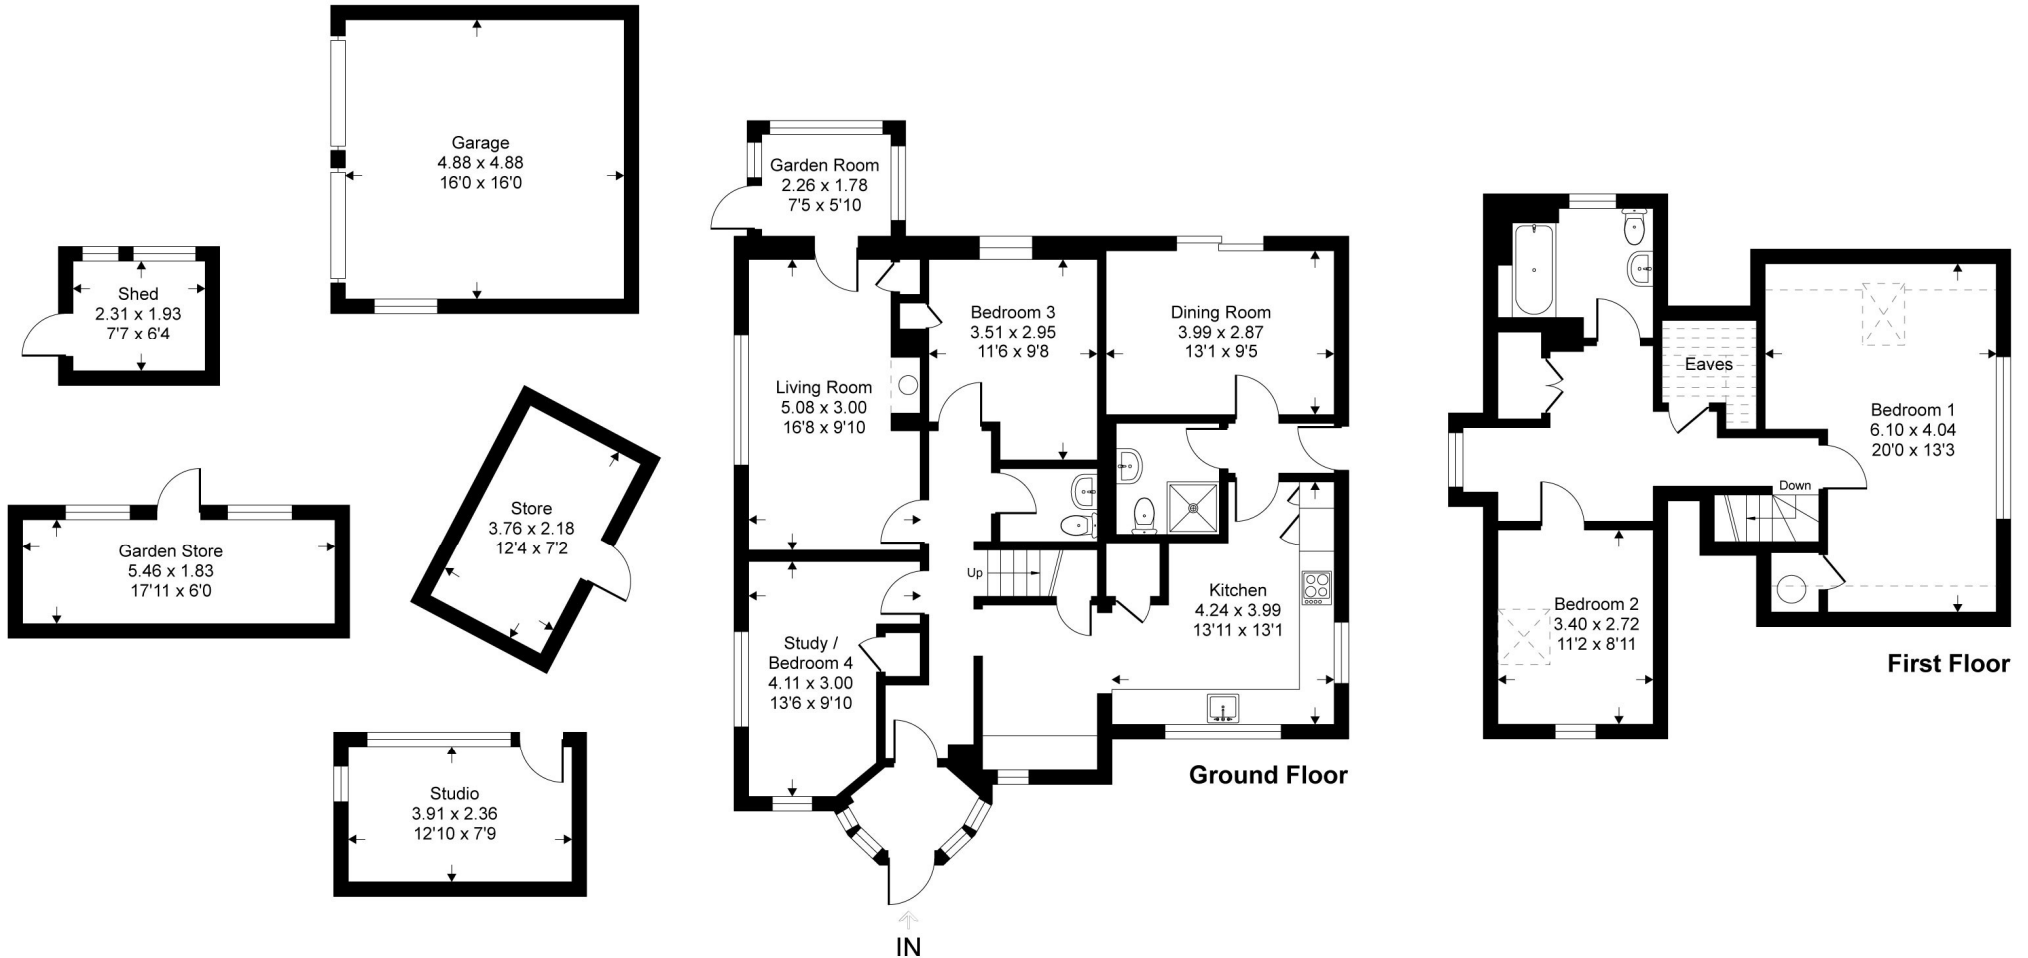 Garage
4.88 x 4.88
16'0 x 16'0
Garden Room
2.26 x 1.78
7'5 x 5'10
Shed
2.31 x 1.93
7'7 x 6'4
Bedroom 3
3.51 x 2.95
11'6 x 9'8
Dining Room
3.99 x 2.87
13'1 x 9'5
Living Room
5.08 x 3.00
16'8 x 9'10
Eaves
Bedroom 1
6.10 x 4.04
20'0 x 13'3
Down
Store
3.76 x 2.18
12'4 x 7'2
Garden Store
5.46 x 1.83
17'11 x 6'0
Up
Kitchen
4.24 x 3.99
13'11 x 13'1
Bedroom 2
3.40 x 2.72
11'2 x 8'11
Study /
Bedroom 4
4.11 x 3.00
13'6 x 9'10
First Floor
Ground Floor
Studio
3.91 x 2.36
12'10 x 7'9
IN